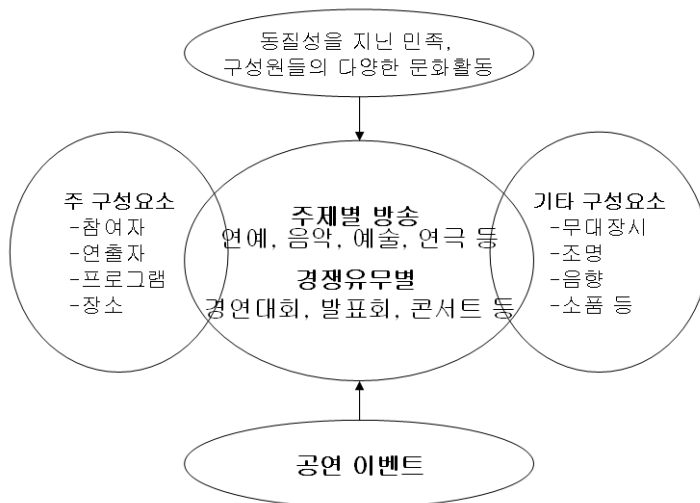 동질성을 지닌 민족,
구성원들의 다양한 문화활동
주 구성요소
-참여자
-연출자
-프로그램
-장소
주제별 방송
연예, 음악, 예술, 연극 등
경쟁유무별
경연대회, 발표회, 콘서트 등
기타 구성요소
-무대장시
-조명
-음향
-소품 등
공연 이벤트